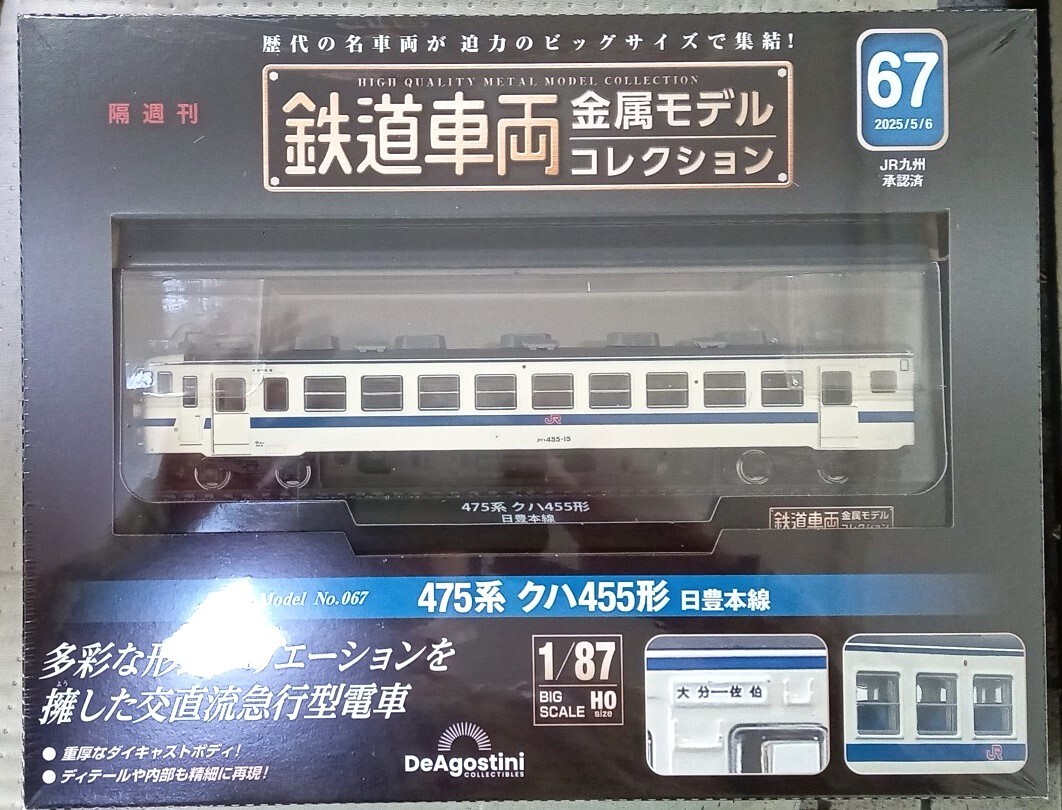 歴代の名車両が 迫力のビッグサイズで集結!
HIGH QUALITY METAL MODEL COLLECTION
鉄道車両 金属モデル
コレクション
隔週刊
67
2025/5/6
JR九州
承認済
JR
クハ455-15
475系 クハ455形
日豊本線
鉄道車両 金属モデル
コレクション
Model No.067
475系 クハ455形 日豊本線
多彩な形 エーションを
擁した交直流急行型電車
よう
● 重厚なダイキャストボディ!
● ディテールや内部も精細に再現!
DeAgostini
COLLECTIBLES
1/87
BIG SCALE
HO size
大分ー佐伯
JR